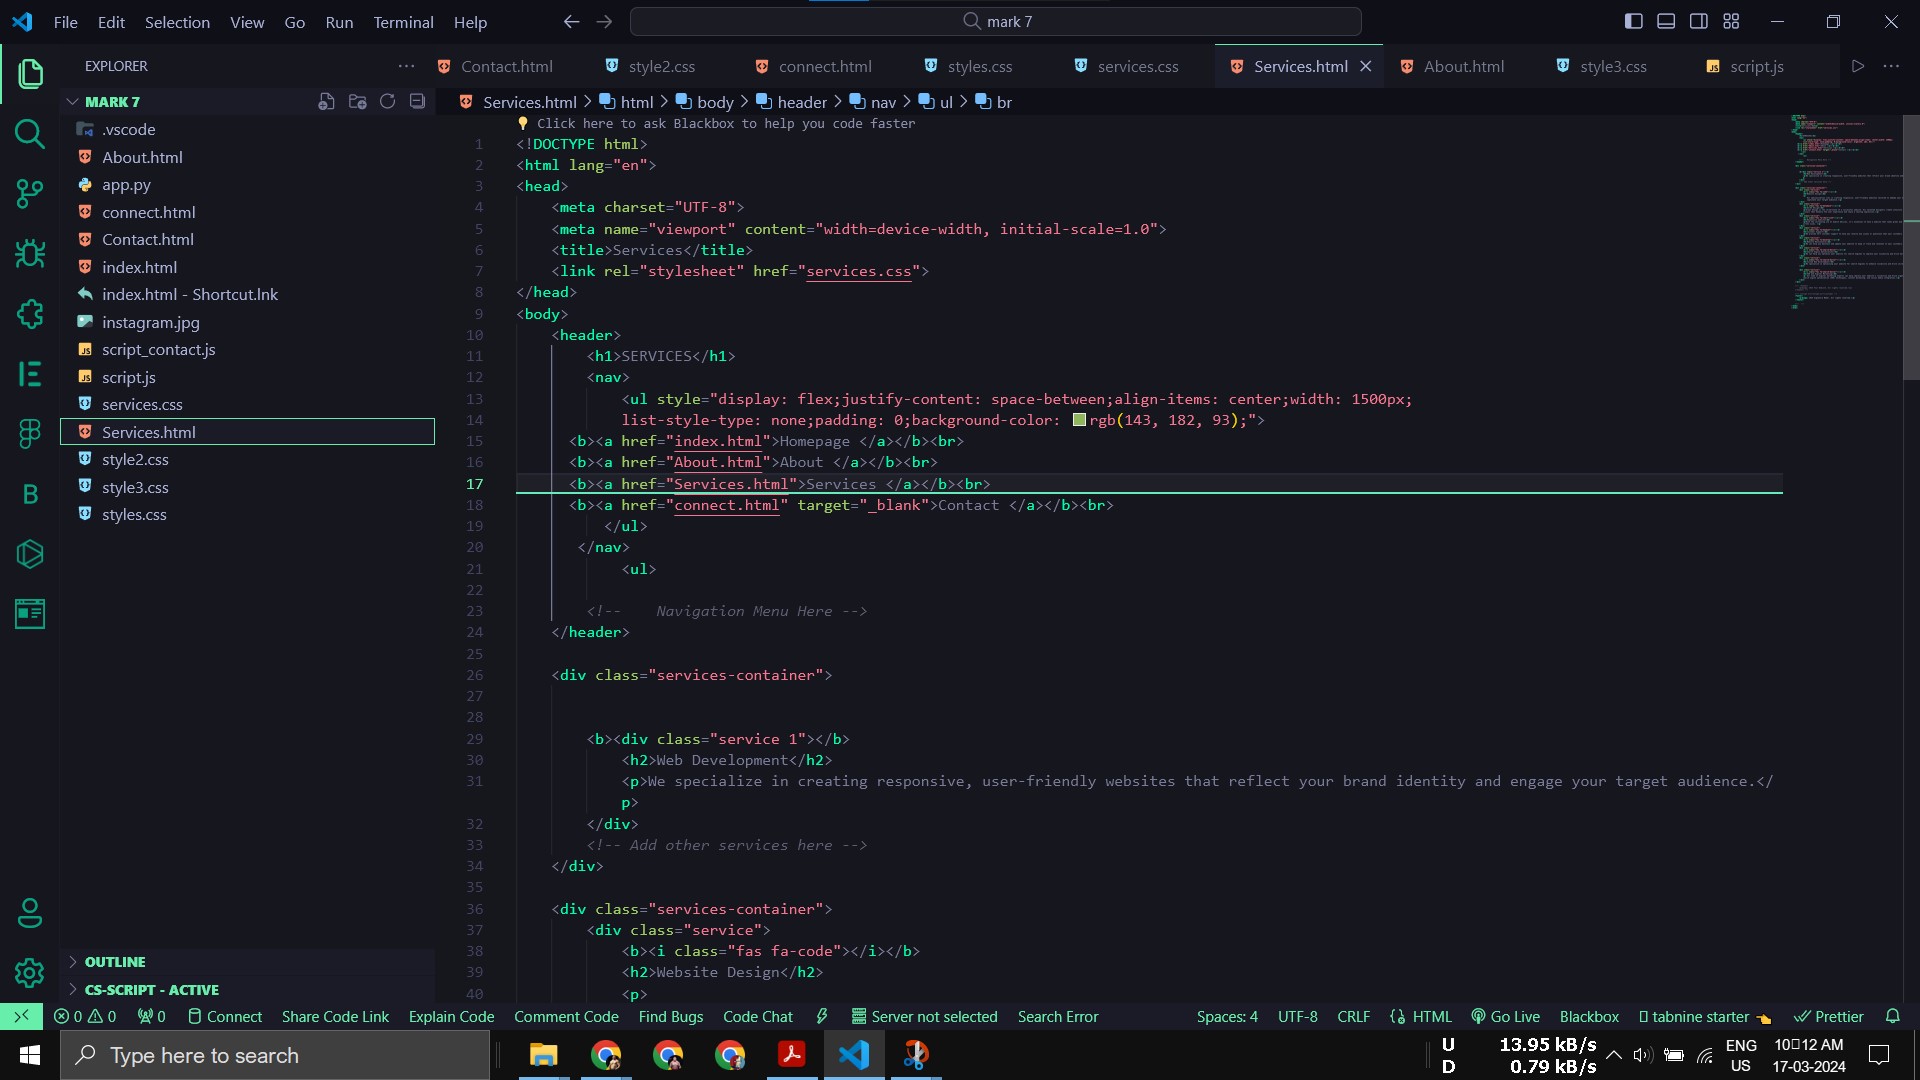 File Edit Selection View Go Run Terminal Help
mark 7
EXPLORER
Contact.html style2.css connect.html styles.css services.css Services.html About.html style3.css script.js
MARK 7
Services.html > html > body > header > nav > ul > br
.vscode
About.html
app.py
connect.html
Contact.html
index.html
index.html - Shortcut.lnk
instagram.jpg
script_contact.js
script.js
services.css
Services.html
style2.css
style3.css
styles.css
OUTLINE
CS-SCRIPT - ACTIVE
Click here to ask Blackbox to help you code faster
1 <!DOCTYPE html>
2 <html lang="en">
3 <head>
4 <meta charset="UTF-8">
5 <meta name="viewport" content="width=device-width, initial-scale=1.0">
6 <title>Services</title>
7 <link rel="stylesheet" href="services.css">
8 </head>
9 <body>
10 <header>
11 <h1>SERVICES</h1>
12 <nav>
13 <ul style="display: flex;justify-content: space-between;align-items: center;width: 1500px;
14 list-style-type: none;padding: 0;background-color: rgb(143, 182, 93);">
15 <b><a href="index.html">Homepage </a></b><br>
16 <b><a href="About.html">About </a></b><br>
17 <b><a href="Services.html">Services </a></b><br>
18 <b><a href="connect.html" target="_blank">Contact </a></b><br>
19 </ul>
20 </nav>
21 <ul>
22
23 <!--    Navigation Menu Here -->
24 </header>
25
26 <div class="services-container">
27
28
29 <b><div class="service 1"></b>
30 <h2>Web Development</h2>
31 <p>We specialize in creating responsive, user-friendly websites that reflect your brand identity and engage your target audience.</
p>
32 </div>
33 <!-- Add other services here -->
34 </div>
35
36 <div class="services-container">
37 <div class="service">
38 <b><i class="fas fa-code"></i></b>
39 <h2>Website Design</h2>
40 <p>
0 0 0 Connect Share Code Link Explain Code Comment Code Find Bugs Code Chat Server not selected Search Error Spaces: 4 UTF-8 CRLF HTML Go Live Blackbox tabnine starter Prettier
Type here to search
U 13.95 kB/s
D 0.79 kB/s
ENG
US
10:12 AM
17-03-2024